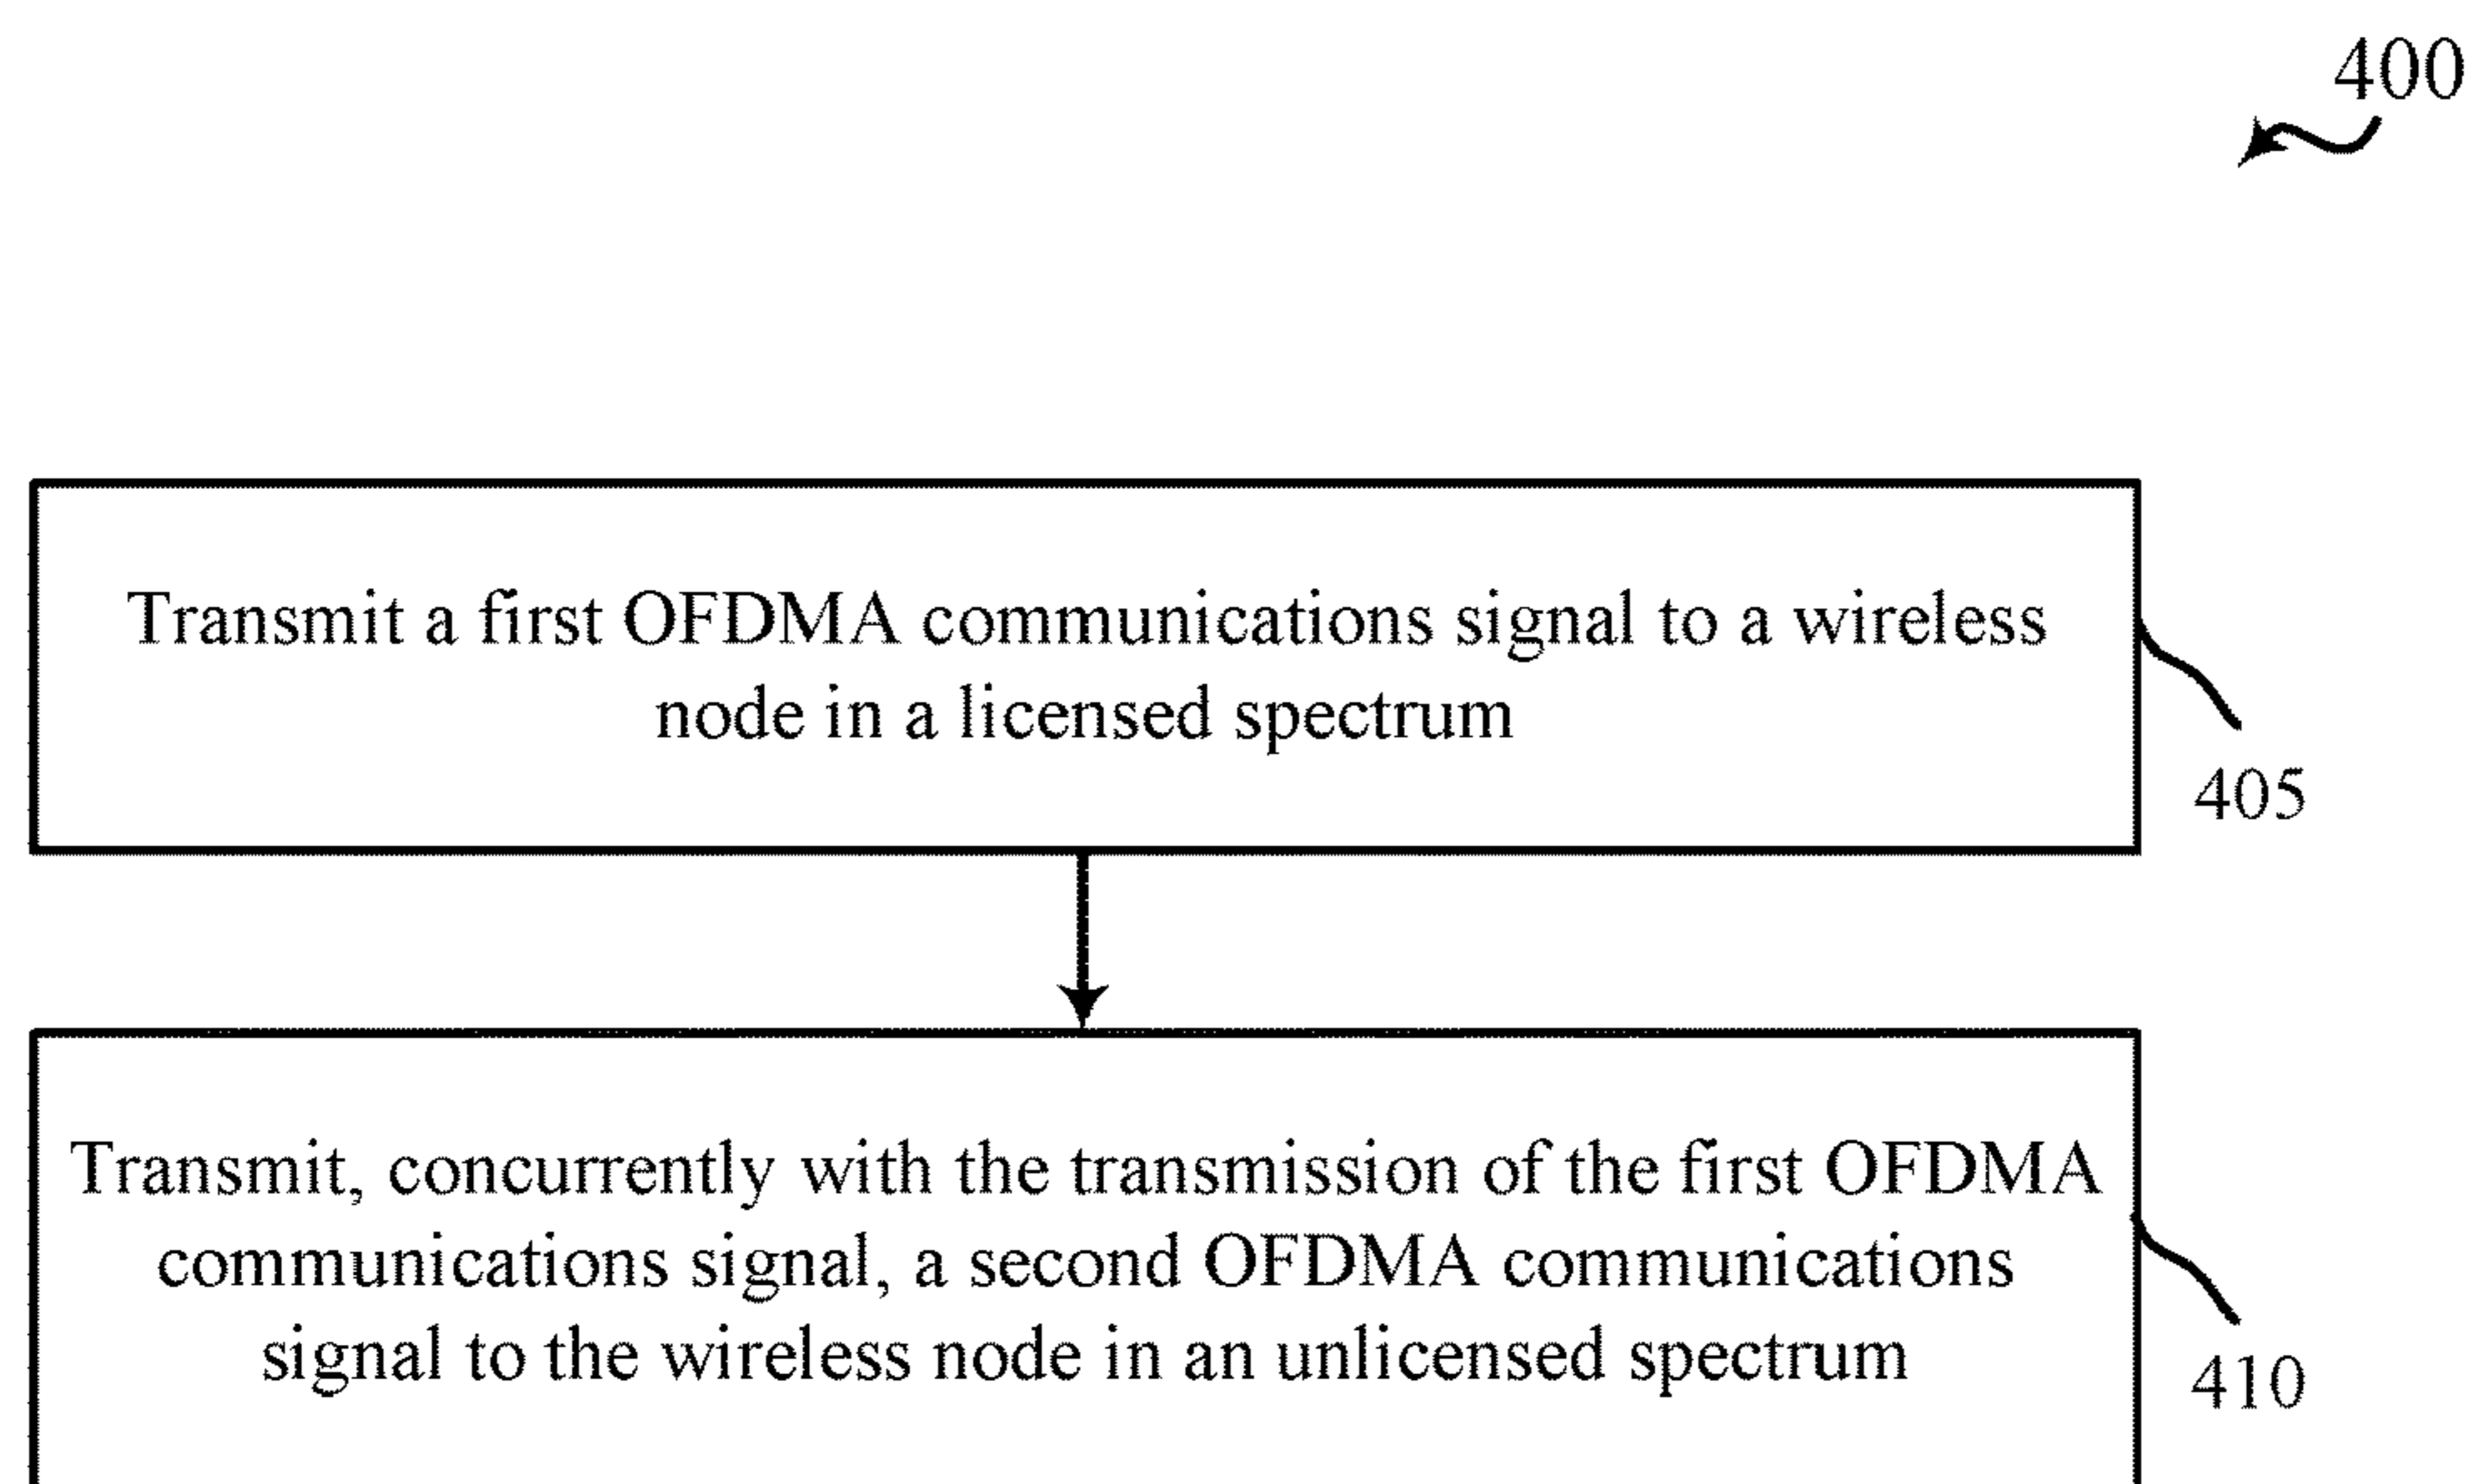 400
Transmit a first OFDMA communications signal to a wireless
node in a licensed spectrum
405
Transmit, concurrently with the transmission of the first OFDMA
communications signal, a second OFDMA communications
signal to the wireless node in an unlicensed spectrum
410